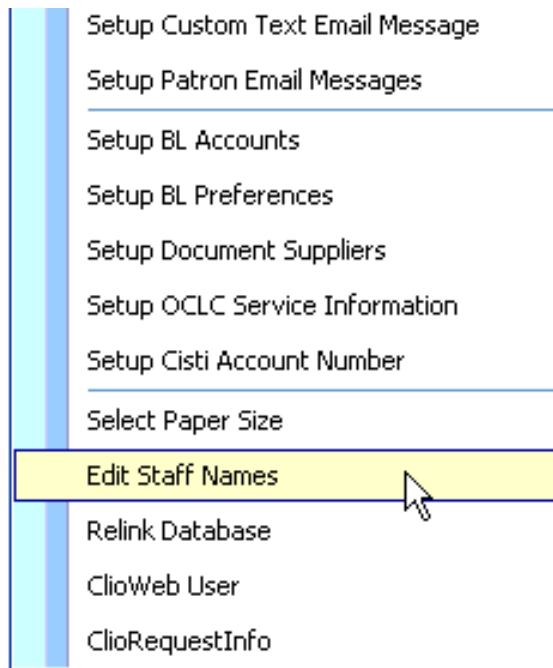 Setup Custom Text Email Message
Setup Patron Email Messages
Setup BL Accounts
Setup BL Preferences
Setup Document Suppliers
Setup OCLC Service Information
Setup Cisti Account Number
Select Paper Size
Edit Staff Names
Relink Database
ClioWeb User
ClioRequestInfo